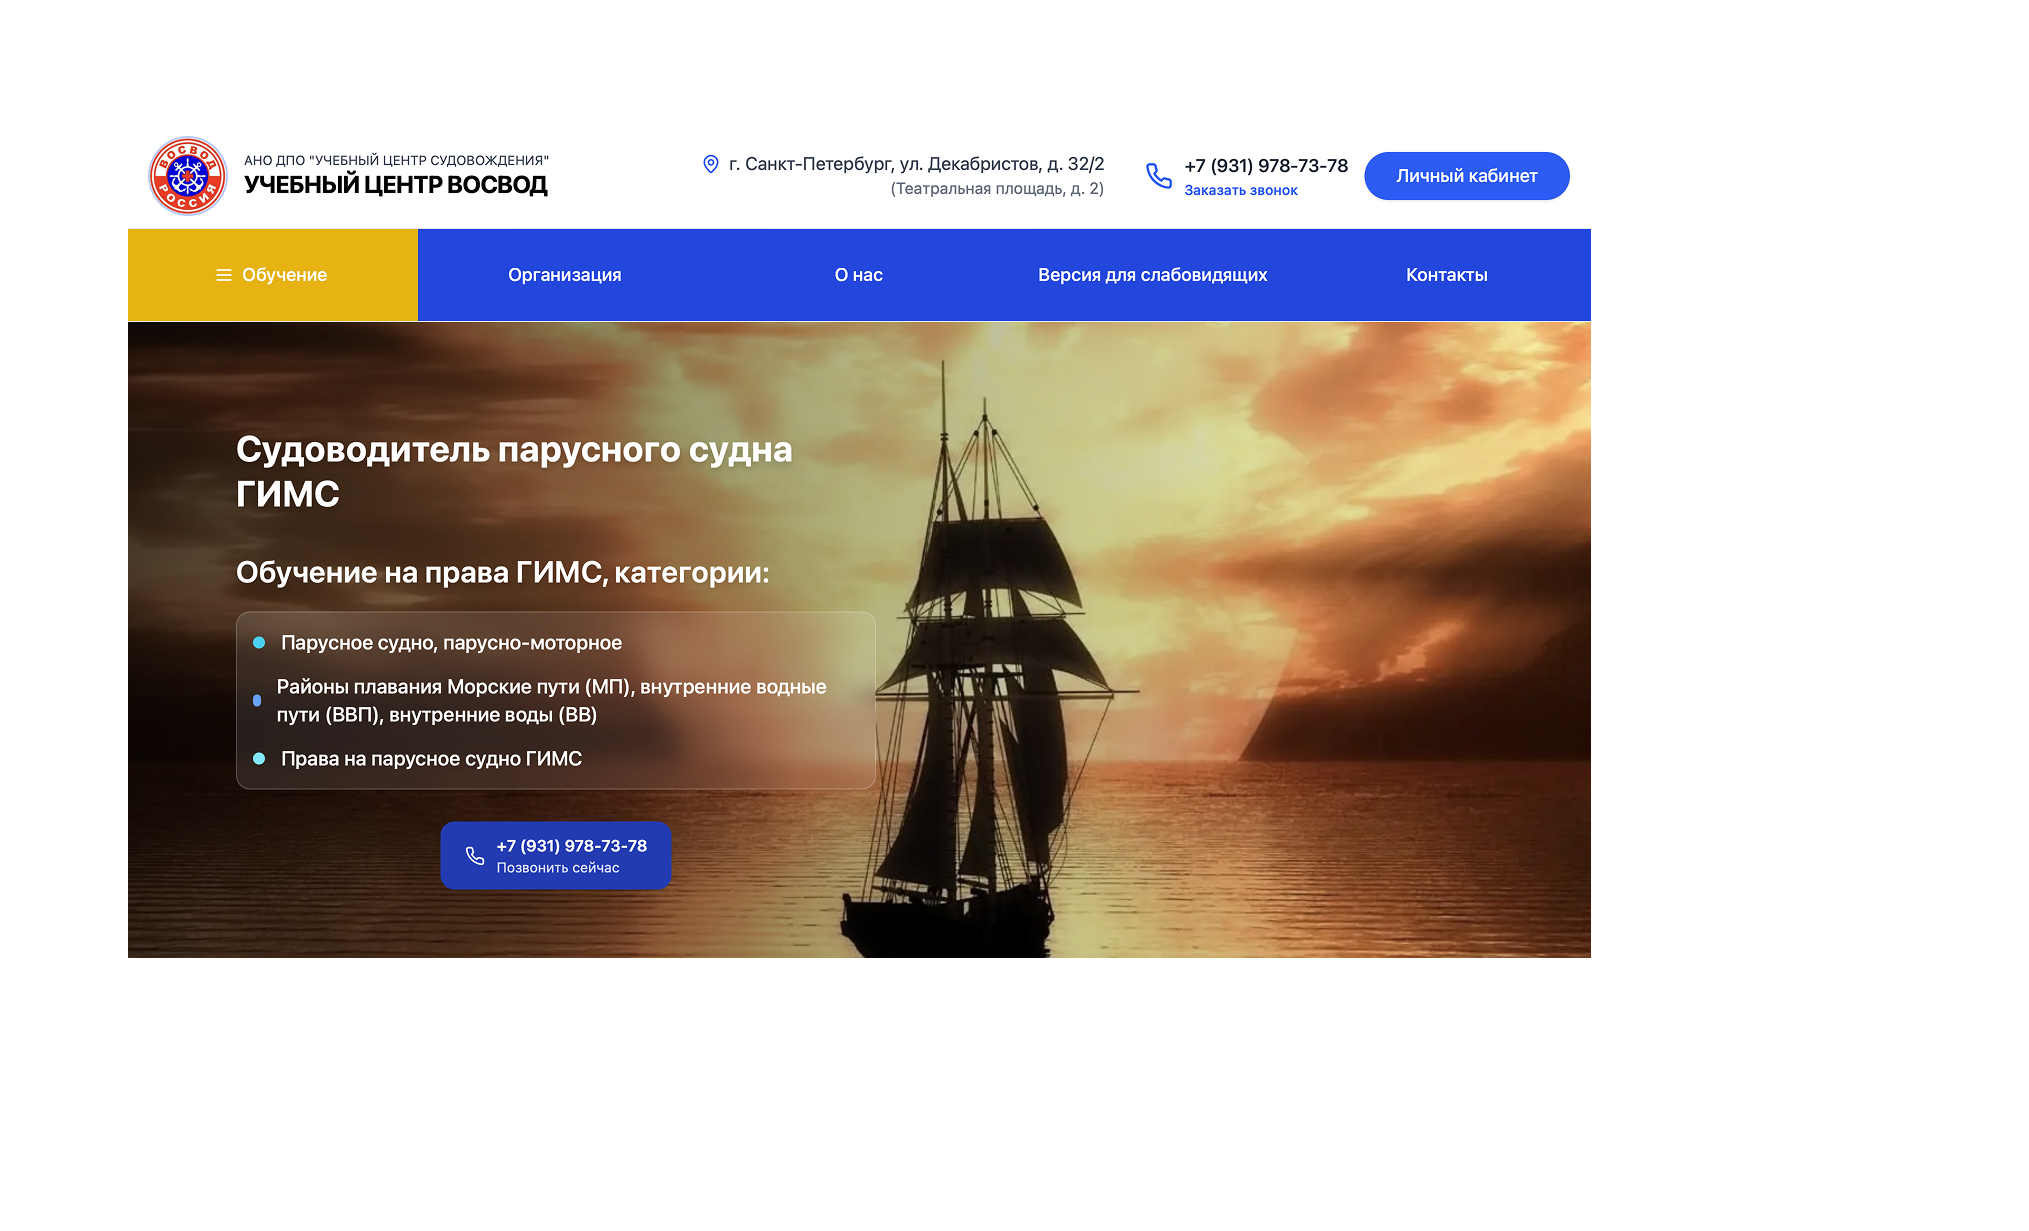 ВОСВОД
РОССИЯ
АНО ДПО "УЧЕБНЫЙ ЦЕНТР СУДОВОЖДЕНИЯ"
УЧЕБНЫЙ ЦЕНТР ВОСВОД
г. Санкт-Петербург, ул. Декабристов, д. 32/2
(Театральная площадь, д. 2)
+7 (931) 978-73-78
Заказать звонок
Личный кабинет
Обучение
Организация
О нас
Версия для слабовидящих
Контакты
Судоводитель парусного судна
ГИМС
Обучение на права ГИМС, категории:
Парусное судно, парусно-моторное
Районы плавания Морские пути (МП), внутренние водные
пути (ВВП), внутренние воды (ВВ)
Права на парусное судно ГИМС
+7 (931) 978-73-78
Позвонить сейчас